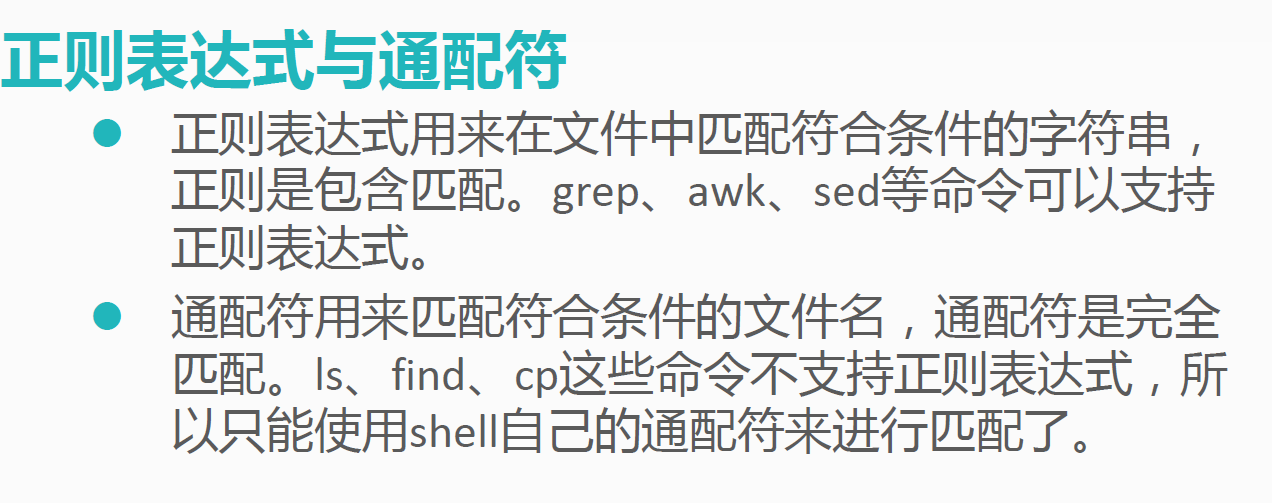 正则表达式与通配符
● 正则表达式用来在文件中匹配符合条件的字符串，
正则是包含匹配。grep、awk、sed等命令可以支持
正则表达式。
● 通配符用来匹配符合条件的文件名，通配符是完全
匹配。ls、find、cp这些命令不支持正则表达式，所
以只能使用shell自己的通配符来进行匹配了。